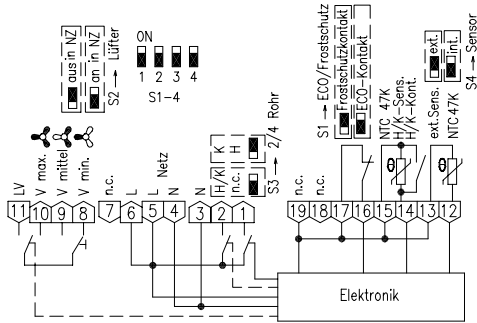 aus in NZ
an in NZ
S2 → Lüfter
ON
1 2 3 4
S1-4
K H
H/K n.c.
S3 → 2/4 Rohr
S1 → ECO/Frostschutz
Frostschutzkontakt
ECO-Kontakt
NTC 47K
H/K-Sens.
H/K-Kont.
ext.
int.
S4 → Sensor
ext.Sens.
NTC 47K
LV
V max.
V mittel
V min.
n.c.
L
L
Netz
N
N
n.c.
n.c.
11 10 9 8 7 6 5 4 3 2 1
19 18 17 16 15 14 13 12
ϑ
ϑ
Elektronik